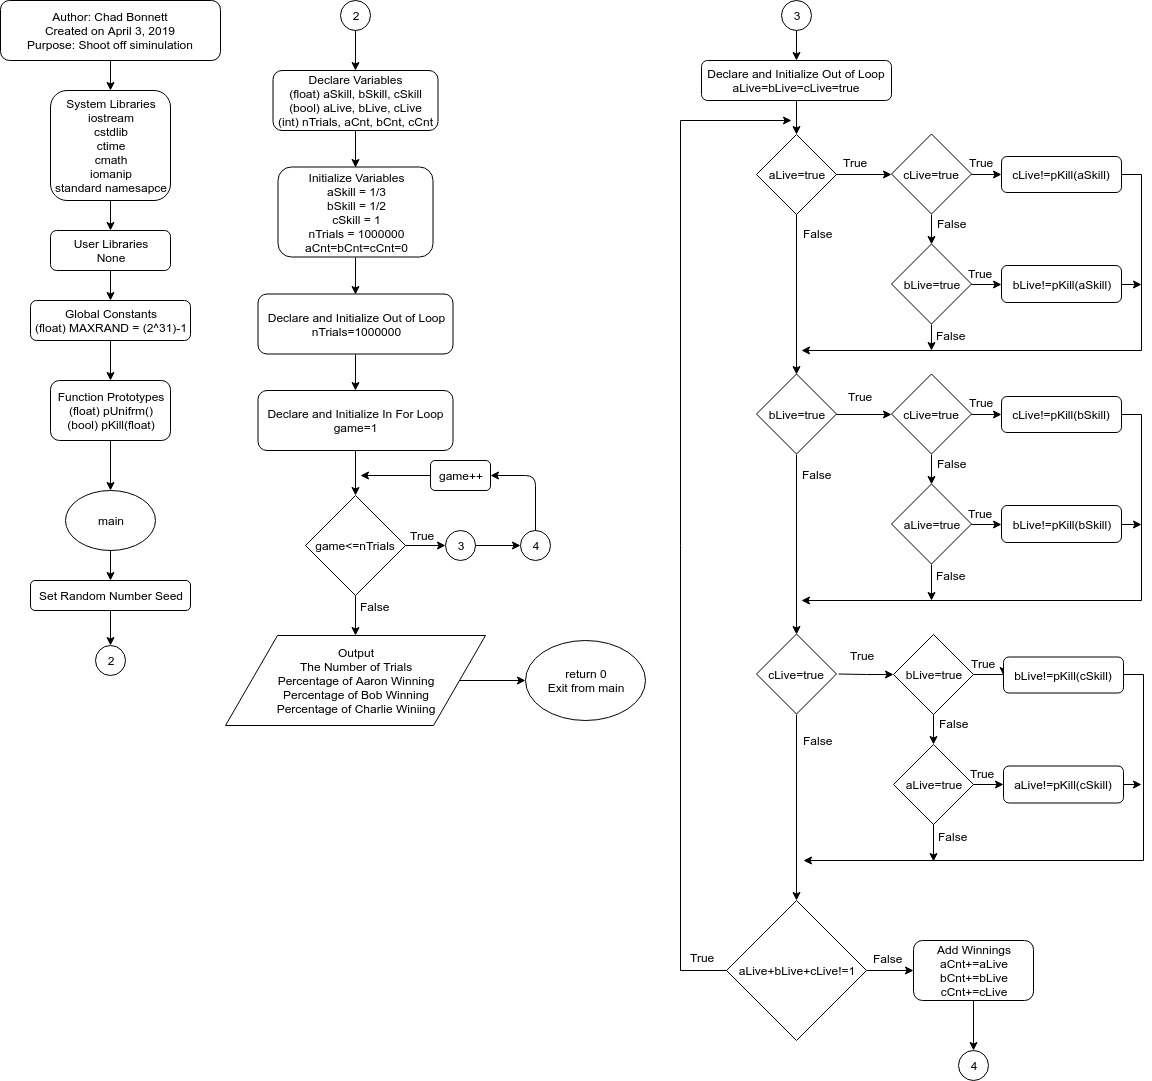 Author: Chad Bonnett
Created on April 3, 2019
Purpose: Shoot off siminulation
System Libraries
iostream
cstdlib
ctime
cmath
iomanip
standard namesapce
User Libraries
None
Global Constants
(float) MAXRAND = (2^31)-1
Function Prototypes
(float) pUnifrm()
(bool) pKill(float)
main
Set Random Number Seed
2
2
Declare Variables
(float) aSkill, bSkill, cSkill
(bool) aLive, bLive, cLive
(int) nTrials, aCnt, bCnt, cCnt
Initialize Variables
aSkill = 1/3
bSkill = 1/2
cSkill = 1
nTrials = 1000000
aCnt=bCnt=cCnt=0
Declare and Initialize Out of Loop
nTrials=1000000
Declare and Initialize In For Loop
game=1
game++
game<=nTrials
True
3
4
False
Output
The Number of Trials
Percentage of Aaron Winning
Percentage of Bob Winning
Percentage of Charlie Winiing
return 0
Exit from main
3
Declare and Initialize Out of Loop
aLive=bLive=cLive=true
aLive=true
True
cLive=true
True
cLive!=pKill(aSkill)
False
False
bLive=true
True
bLive!=pKill(aSkill)
False
bLive=true
True
cLive=true
True
cLive!=pKill(bSkill)
False
False
aLive=true
True
bLive!=pKill(bSkill)
False
cLive=true
True
bLive=true
True
bLive!=pKill(cSkill)
False
False
aLive=true
True
aLive!=pKill(cSkill)
False
True
aLive+bLive+cLive!=1
False
Add Winnings
aCnt+=aLive
bCnt+=bLive
cCnt+=cLive
4